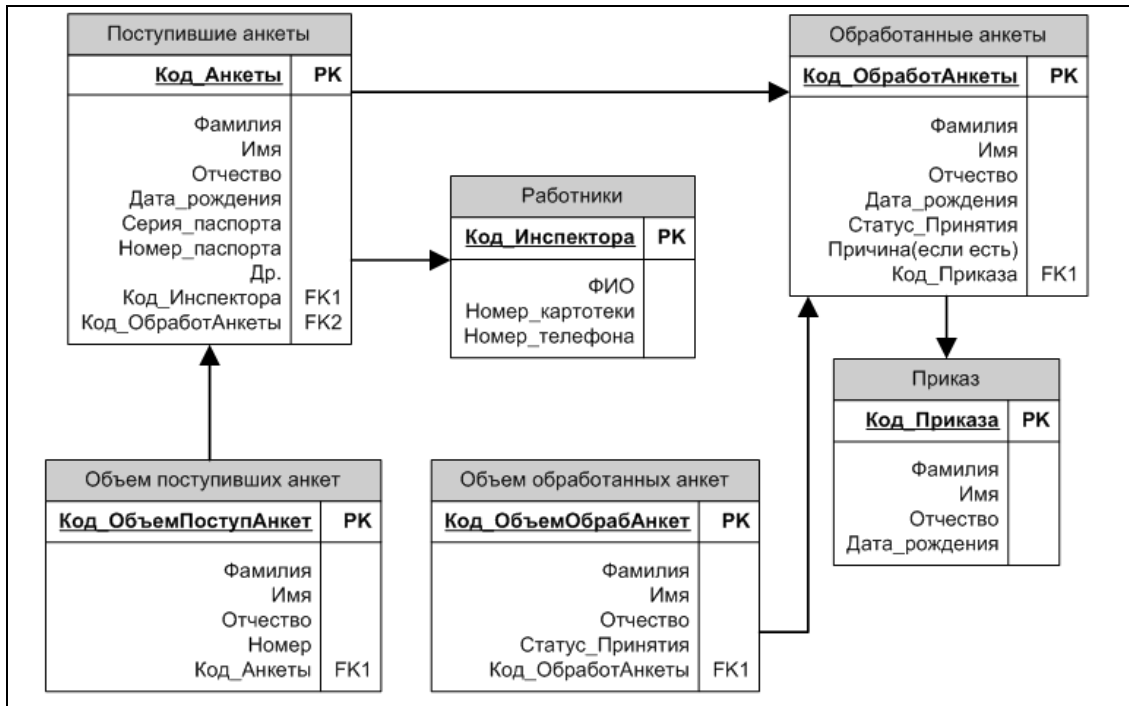 Поступившие анкеты
Код_Анкеты PK
Фамилия
Имя
Отчество
Дата_рождения
Серия_паспорта
Номер_паспорта
Др.
Код_Инспектора FK1
Код_ОбработАнкеты FK2
Работники
Код_Инспектора PK
ФИО
Номер_картотеки
Номер_телефона
Обработанные анкеты
Код_ОбработАнкеты PK
Фамилия
Имя
Отчество
Дата_рождения
Статус_Принятия
Причина(если есть)
Код_Приказа FK1
Приказ
Код_Приказа PK
Фамилия
Имя
Отчество
Дата_рождения
Объем поступивших анкет
Код_ОбъемПоступАнкет PK
Фамилия
Имя
Отчество
Номер
Код_Анкеты FK1
Объем обработанных анкет
Код_ОбъемОбрабАнкет PK
Фамилия
Имя
Отчество
Статус_Принятия
Код_ОбработАнкеты FK1